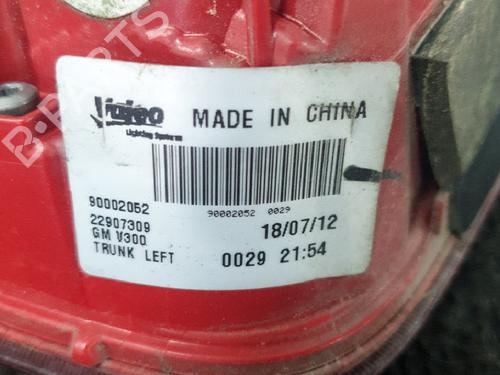 B-PARTS
Valeo
Lighting Systems
MADE IN CHINA
90002052 0029
90002052
22907309
GM V300
TRUNK LEFT
18/07/12
0029 21:54